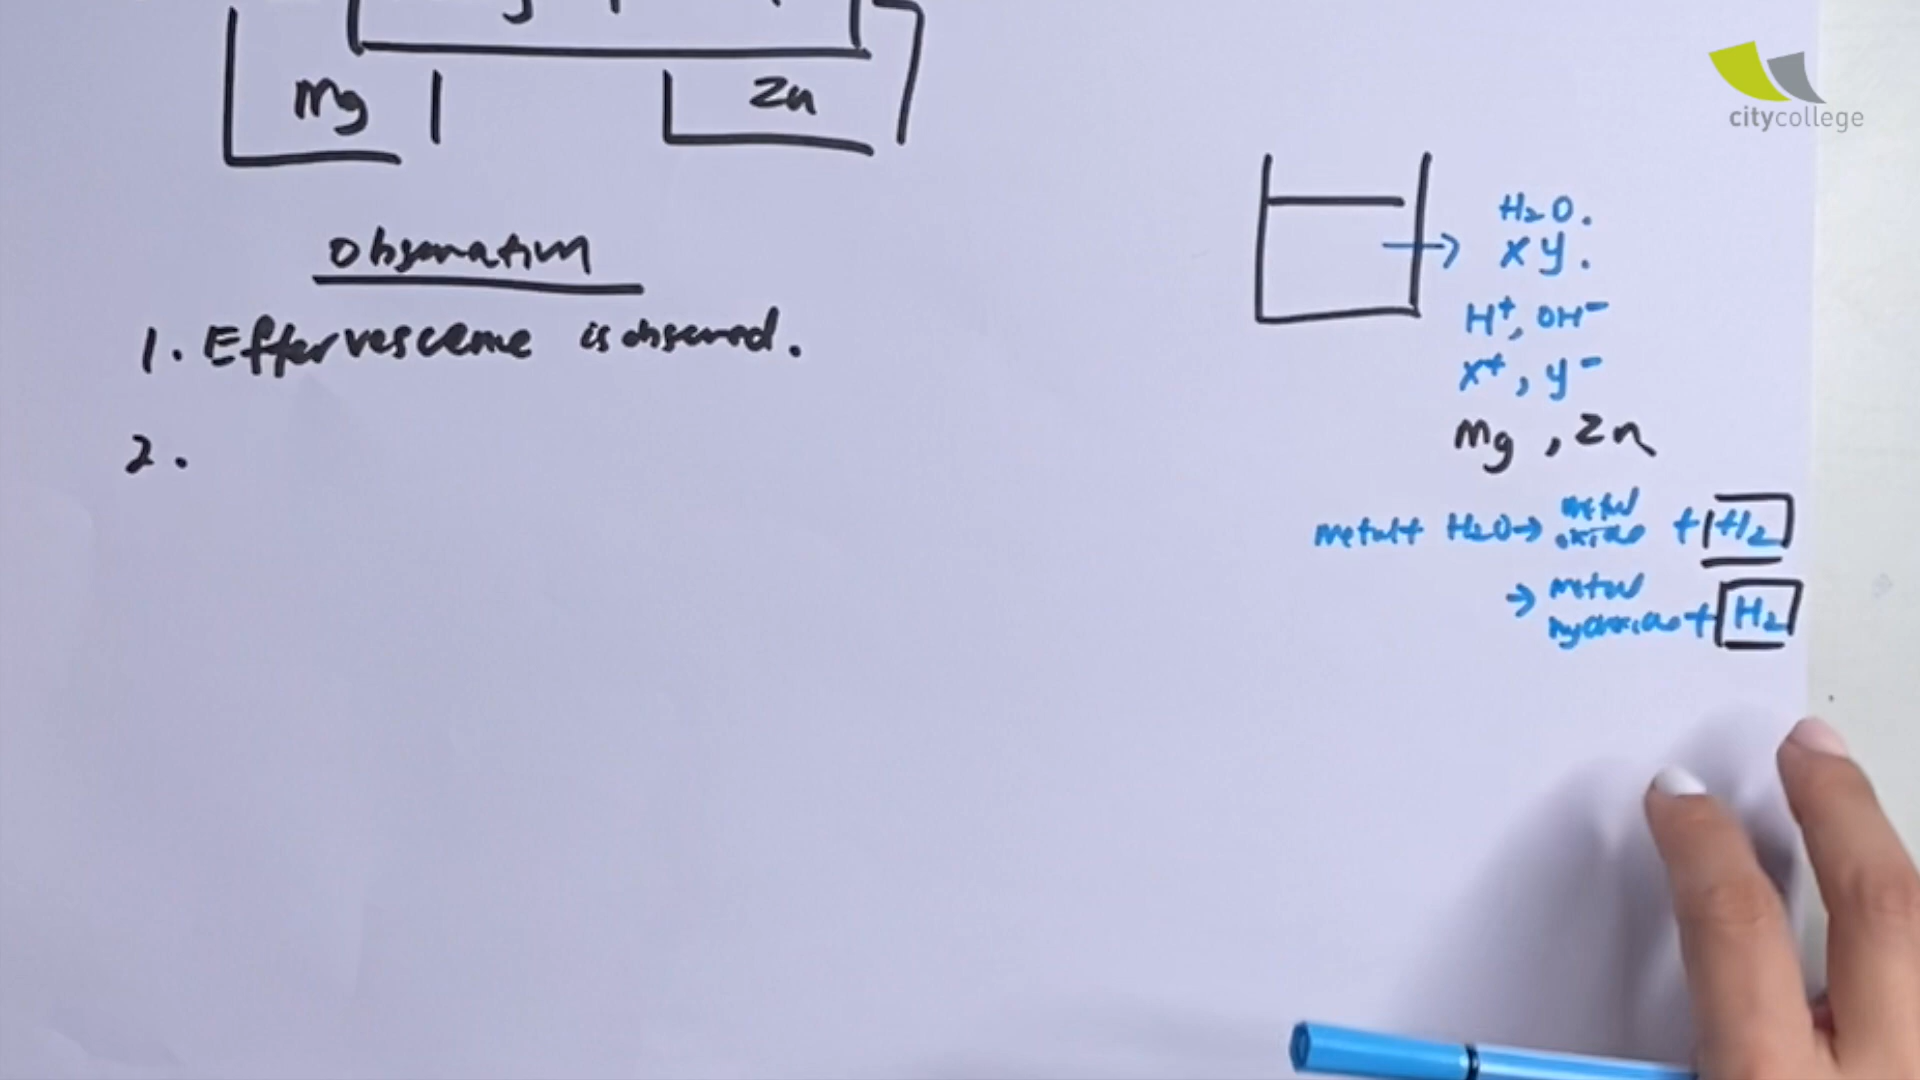 Mg Zn
Observation
1. Effervescence is observed.
2.
citycollege
H₂O.
XY.
H⁺, OH⁻
X⁺, Y⁻
Mg, Zn
metal + H₂O → metal oxide + H₂
→ metal hydroxide + H₂